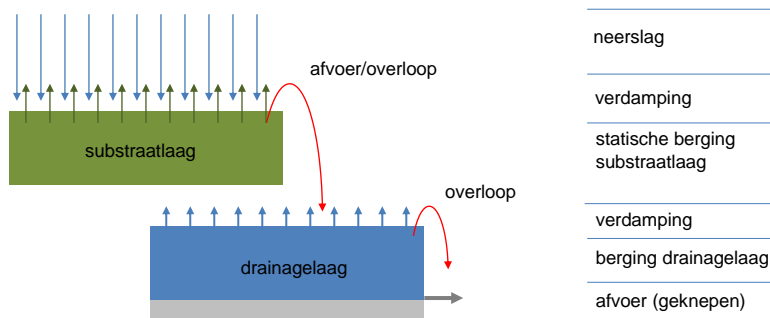 neerslag
afvoer/overloop
verdamping
substraatlaag
statische berging
substraatlaag
overloop
verdamping
drainagelaag
berging drainagelaag
afvoer (geknepen)